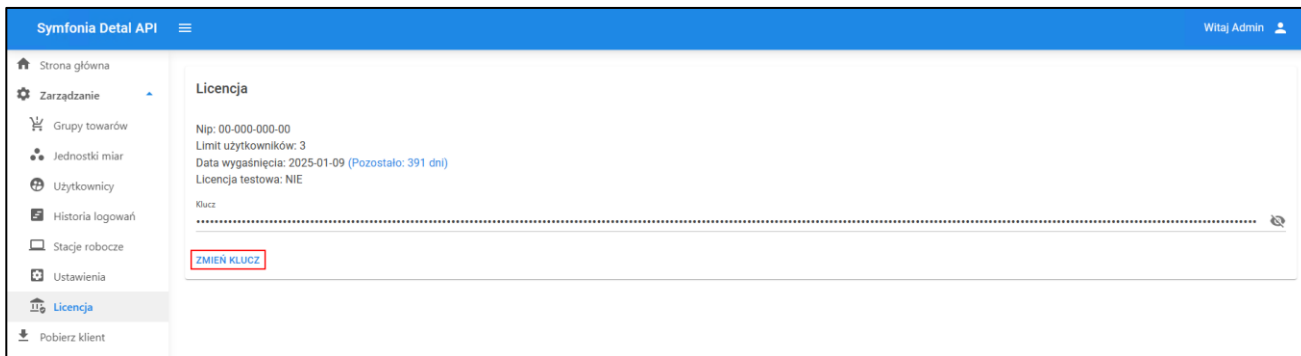 Symfonia Detal API
Witaj Admin
Strona główna
Zarządzanie
Grupy towarów
Jednostki miar
Użytkownicy
Historia logowań
Stacje robocze
Ustawienia
Licencja
Pobierz klient
Licencja
Nip: 00-000-000-00
Limit użytkowników: 3
Data wygaśnięcia: 2025-01-09 (Pozostało: 391 dni)
Licencja testowa: NIE
Klucz
ZMIEŃ KLUCZ